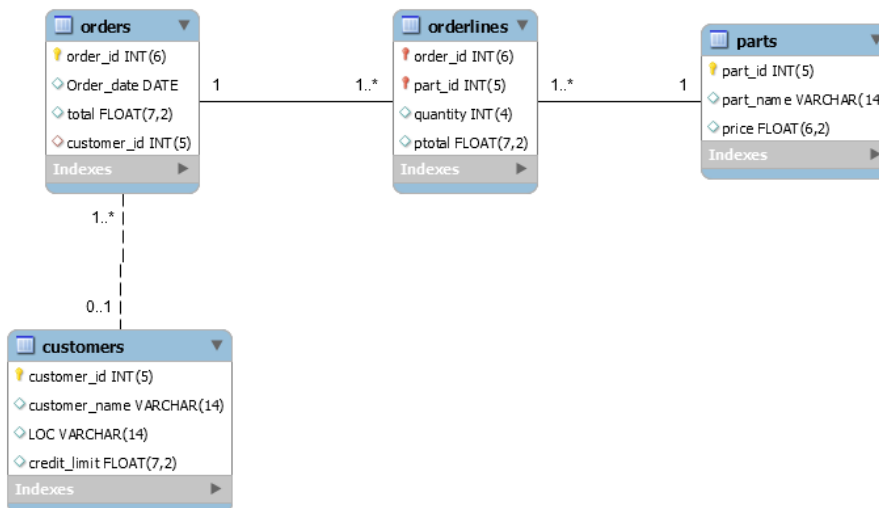 orders
order_id INT(6)
Order_date DATE
total FLOAT(7,2)
customer_id INT(5)
Indexes
1
1..*
orderlines
order_id INT(6)
part_id INT(5)
quantity INT(4)
ptotal FLOAT(7,2)
Indexes
1..*
1
parts
part_id INT(5)
part_name VARCHAR(14
price FLOAT(6,2)
Indexes
1..*
0..1
customers
customer_id INT(5)
customer_name VARCHAR(14)
LOC VARCHAR(14)
credit_limit FLOAT(7,2)
Indexes